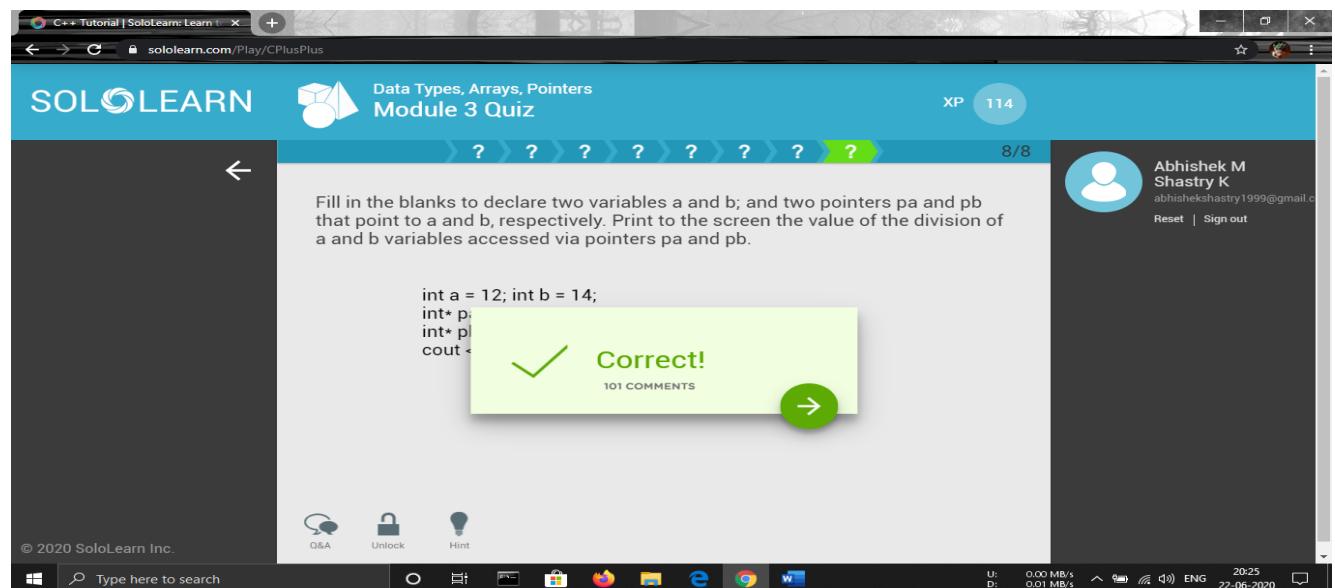 C++ Tutorial | SoloLearn: Learn t
sololearn.com/Play/CPlusPlus
SOLOLEARN
Data Types, Arrays, Pointers
Module 3 Quiz
XP 114
? ? ? ? ? ? ? ?
8/8
Abhishek M
Shastry K
abhishekshastry1999@gmail.c
Reset | Sign out
Fill in the blanks to declare two variables a and b; and two pointers pa and pb
that point to a and b, respectively. Print to the screen the value of the division of
a and b variables accessed via pointers pa and pb.
int a = 12; int b = 14;
int* pa
int* pb
cout <
Correct!
101 COMMENTS
Q&A Unlock Hint
© 2020 SoloLearn Inc.
Type here to search
U: 0.00 MB/s
D: 0.01 MB/s
ENG
20:25
22-06-2020